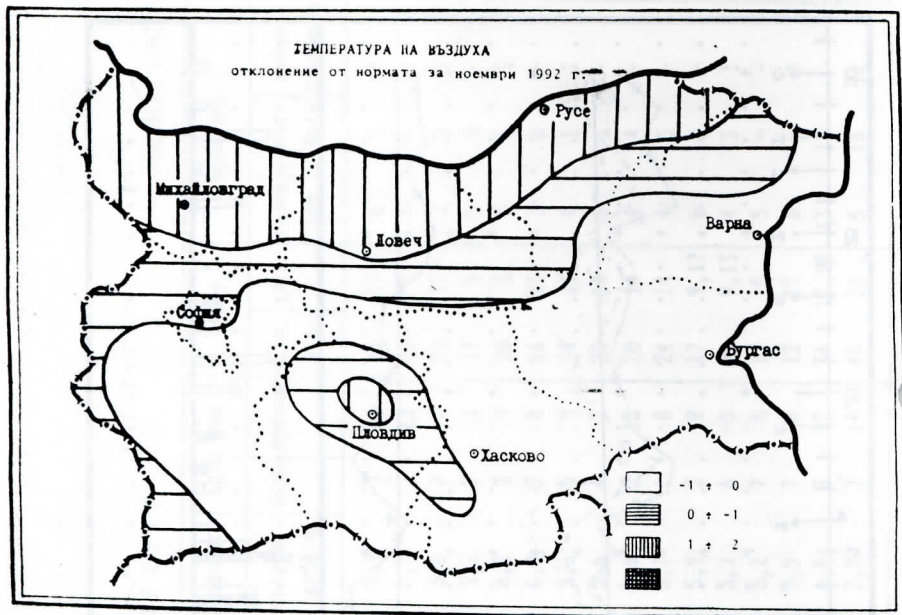 ТЕМПЕРАТУРА НА ВЪЗДУХА
отклонение от нормата за ноември 1992 г.
Русе
Михайловград
Ловеч
Варна
София
Бургас
Пловдив
Хасково
-1 ÷ 0
0 ÷ -1
1 ÷ 2